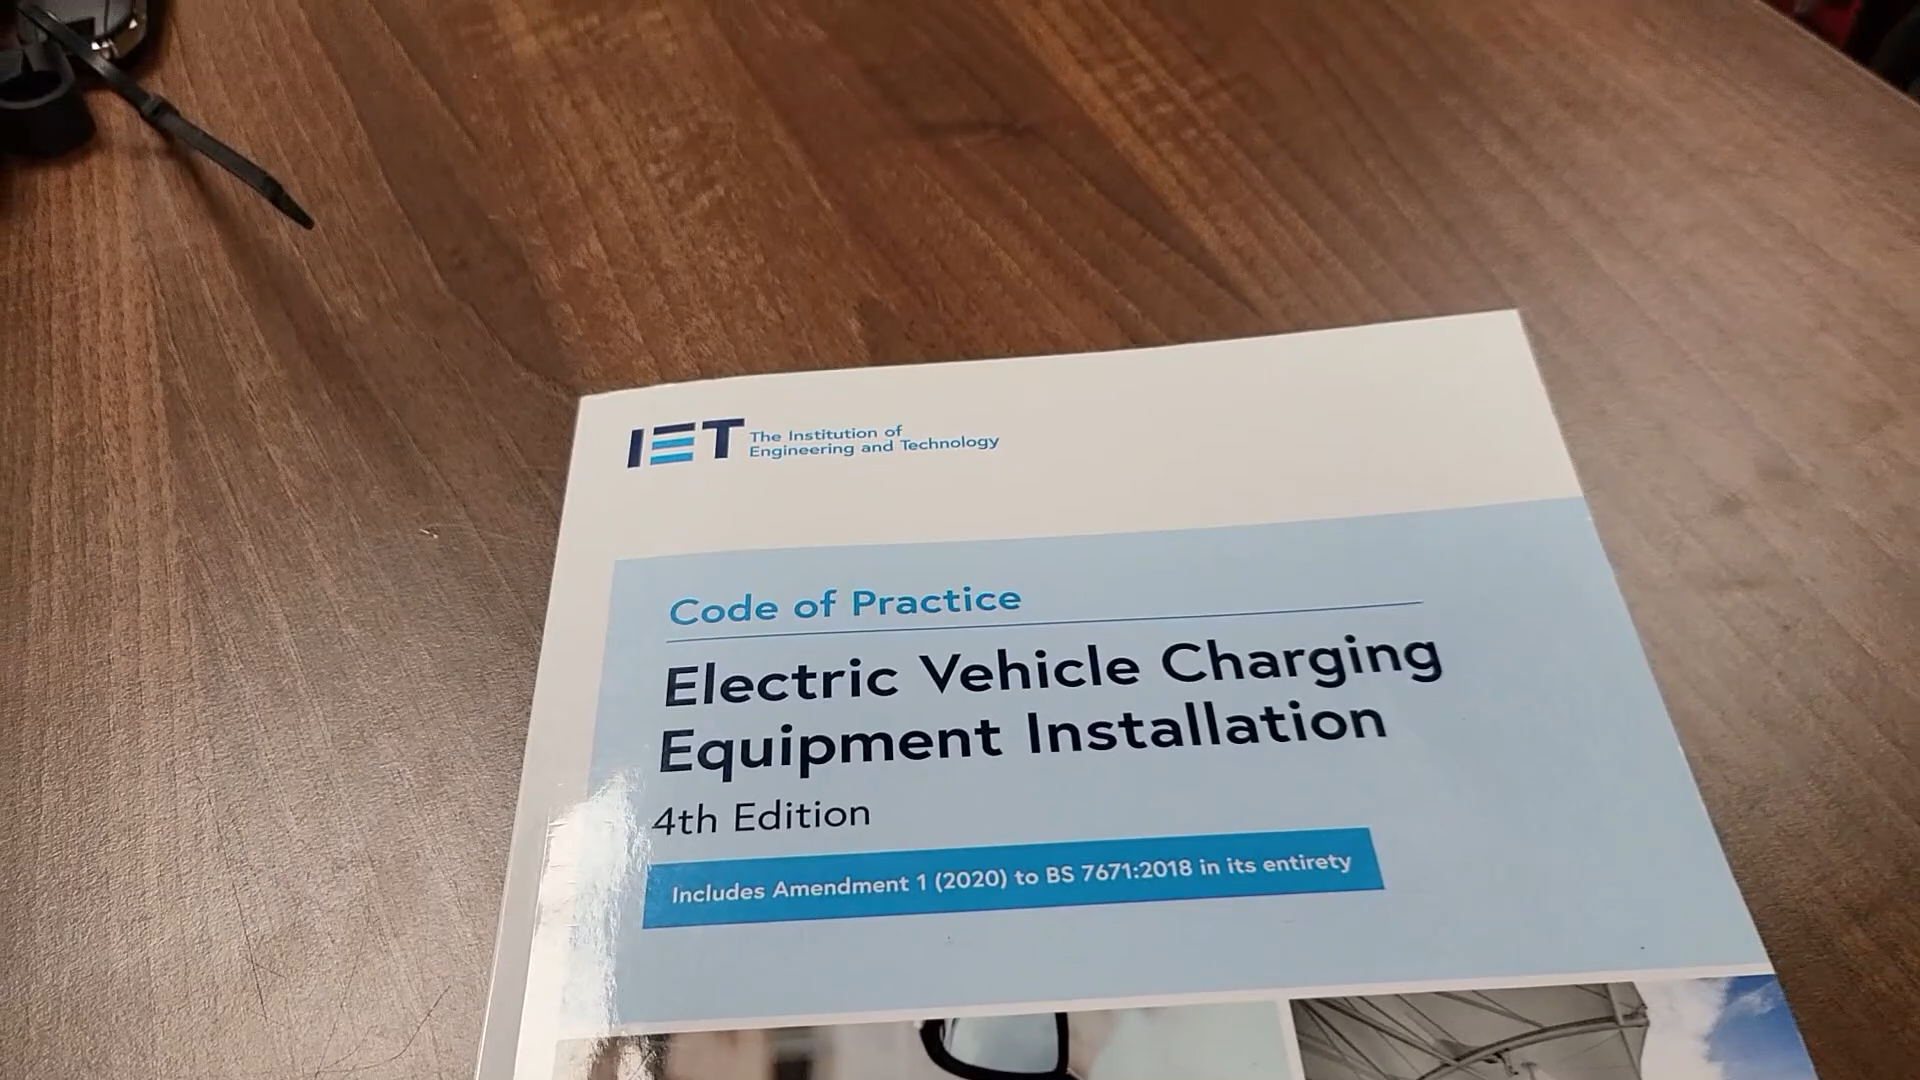 IET
The Institution of
Engineering and Technology
Code of Practice
Electric Vehicle Charging
Equipment Installation
4th Edition
Includes Amendment 1 (2020) to BS 7671:2018 in its entirety